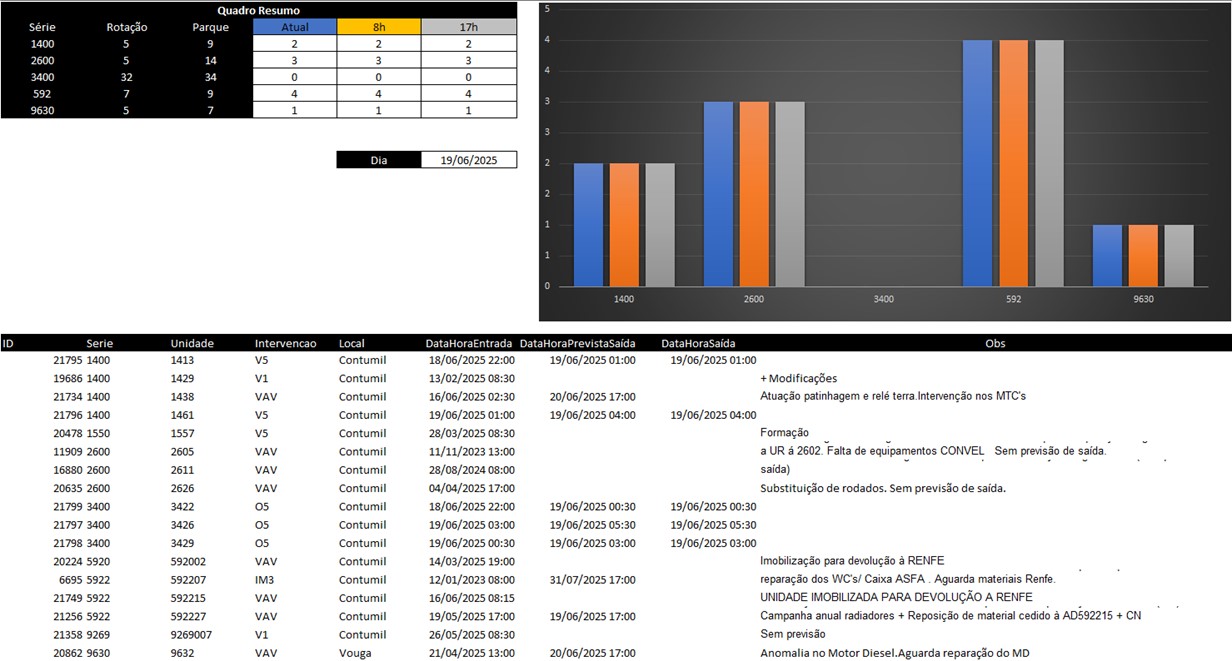 Quadro Resumo
Série Rotação Parque Atual 8h 17h
1400 5 9 2 2 2
2600 5 14 3 3 3
3400 32 34 0 0 0
592 7 9 4 4 4
9630 5 7 1 1 1
Dia 19/06/2025
5
4
4
3
3
2
2
1
1
0
1400 2600 3400 592 9630
ID Serie Unidade Intervencao Local DataHoraEntrada DataHoraPrevistaSaída DataHoraSaída Obs
21795 1400 1413 V5 Contumil 18/06/2025 22:00 19/06/2025 01:00 19/06/2025 01:00
19686 1400 1429 V1 Contumil 13/02/2025 08:30 + Modificações
21734 1400 1438 VAV Contumil 16/06/2025 02:30 20/06/2025 17:00 Atuação patinhagem e relé terra.Intervenção nos MTC's
21796 1400 1461 V5 Contumil 19/06/2025 01:00 19/06/2025 04:00 19/06/2025 04:00
20478 1550 1557 V5 Contumil 28/03/2025 08:30 Formação
11909 2600 2605 VAV Contumil 11/11/2023 13:00 a UR á 2602. Falta de equipamentos CONVEL Sem previsão de saída.
16880 2600 2611 VAV Contumil 28/08/2024 08:00 saída)
20635 2600 2626 VAV Contumil 04/04/2025 17:00 Substituição de rodados. Sem previsão de saída.
21799 3400 3422 O5 Contumil 18/06/2025 22:00 19/06/2025 00:30 19/06/2025 00:30
21797 3400 3426 O5 Contumil 19/06/2025 03:00 19/06/2025 05:30 19/06/2025 05:30
21798 3400 3429 O5 Contumil 19/06/2025 00:30 19/06/2025 03:00 19/06/2025 03:00
20224 5920 592002 VAV Contumil 14/03/2025 19:00 Imobilização para devolução à RENFE
6695 5922 592207 IM3 Contumil 12/01/2023 08:00 31/07/2025 17:00 reparação dos WC's/ Caixa ASFA . Aguarda materiais Renfe.
21749 5922 592215 VAV Contumil 16/06/2025 08:15 UNIDADE IMOBILIZADA PARA DEVOLUÇÃO A RENFE
21256 5922 592227 VAV Contumil 19/05/2025 17:00 19/06/2025 17:00 Campanha anual radiadores + Reposição de material cedido à AD592215 + CN
21358 9269 9269007 V1 Contumil 26/05/2025 08:30 Sem previsão
20862 9630 9632 VAV Vouga 21/04/2025 13:00 20/06/2025 17:00 Anomalia no Motor Diesel.Aguarda reparação do MD